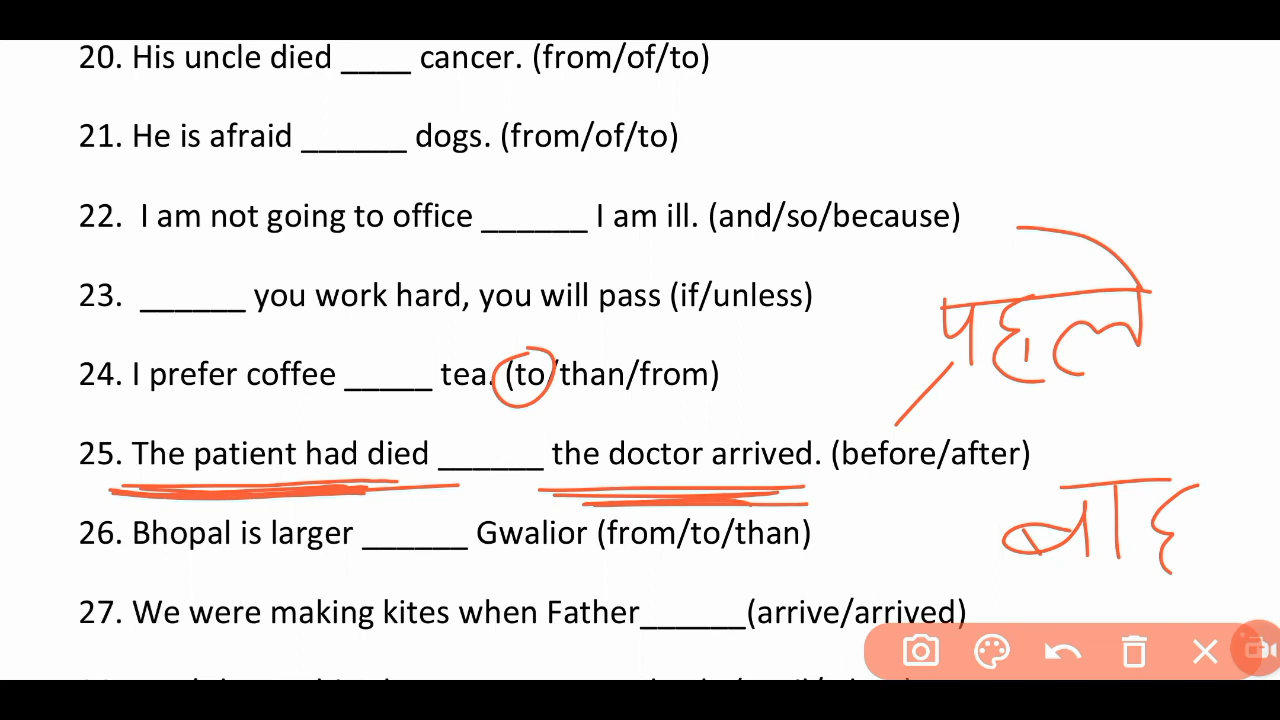 20. His uncle died ____ cancer. (from/of/to)
21. He is afraid ______ dogs. (from/of/to)
22. I am not going to office ______ I am ill. (and/so/because)
23. ______ you work hard, you will pass (if/unless)
पहले
24. I prefer coffee _____ tea. (to/than/from)
25. The patient had died ______ the doctor arrived. (before/after)
बाद
26. Bhopal is larger ______ Gwalior (from/to/than)
27. We were making kites when Father______(arrive/arrived)